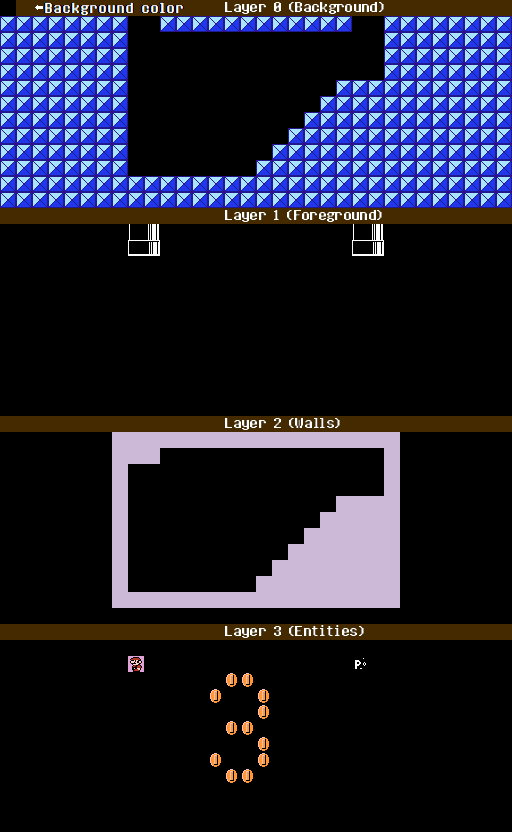 ←Background color Layer 0 (Background)
Layer 1 (Foreground)
Layer 2 (Walls)
Layer 3 (Entities)
P.